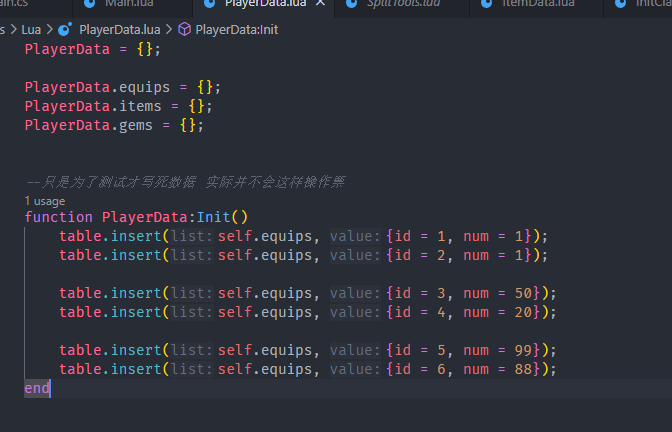 ain.cs Main.lua PlayerData.lua SplitTools.lua ItemData.lua InitCla
s > Lua > PlayerData.lua > PlayerData:Init
PlayerData = {};
PlayerData.equips = {};
PlayerData.items = {};
PlayerData.gems = {};
--只是为了测试才写死数据 实际并不会这样操作票
1 usage
function PlayerData:Init()
table.insert(list: self.equips, value: {id = 1, num = 1});
table.insert(list: self.equips, value: {id = 2, num = 1});
table.insert(list: self.equips, value: {id = 3, num = 50});
table.insert(list: self.equips, value: {id = 4, num = 20});
table.insert(list: self.equips, value: {id = 5, num = 99});
table.insert(list: self.equips, value: {id = 6, num = 88});
end